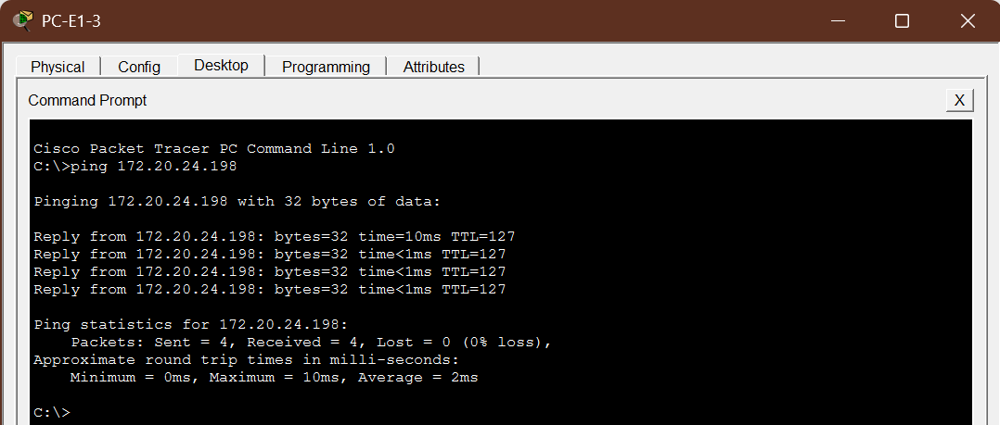 PC-E1-3
Physical Config Desktop Programming Attributes
Command Prompt X
Cisco Packet Tracer PC Command Line 1.0
C:\>ping 172.20.24.198
Pinging 172.20.24.198 with 32 bytes of data:
Reply from 172.20.24.198: bytes=32 time=10ms TTL=127
Reply from 172.20.24.198: bytes=32 time<1ms TTL=127
Reply from 172.20.24.198: bytes=32 time<1ms TTL=127
Reply from 172.20.24.198: bytes=32 time<1ms TTL=127
Ping statistics for 172.20.24.198:
Packets: Sent = 4, Received = 4, Lost = 0 (0% loss),
Approximate round trip times in milli-seconds:
Minimum = 0ms, Maximum = 10ms, Average = 2ms
C:\>